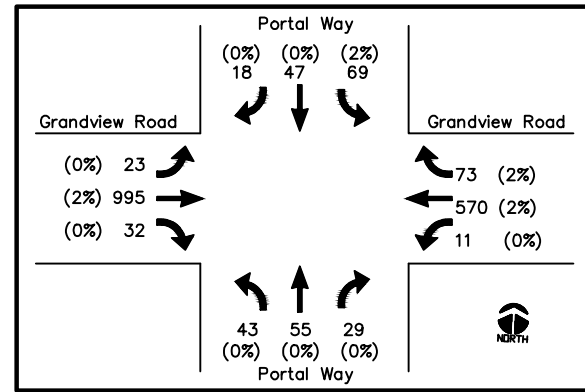 Portal Way
(0%) (0%) (2%)
18 47 69
Grandview Road
Grandview Road
(0%) 23
(2%) 995
(0%) 32
73 (2%)
570 (2%)
11 (0%)
43 55 29
(0%) (0%) (0%)
Portal Way
NORTH